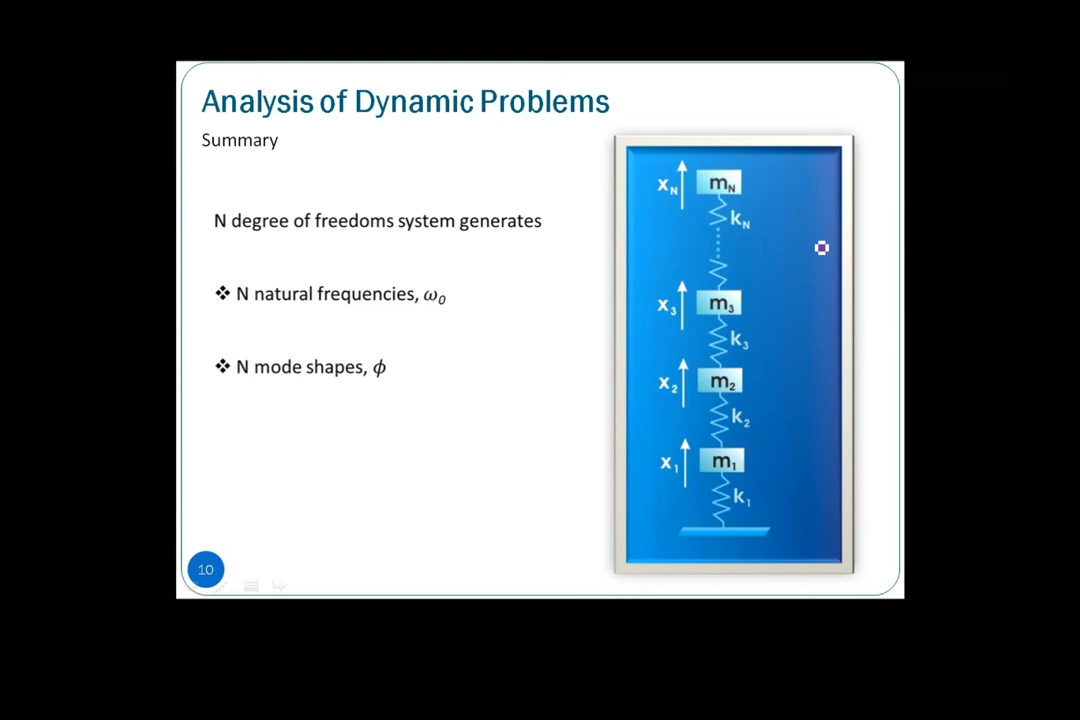 Analysis of Dynamic Problems
Summary
N degree of freedoms system generates
❖ N natural frequencies, ω₀
❖ N mode shapes, ϕ
x_N m_N
k_N
x₃ m₃
k₃
x₂ m₂
k₂
x₁ m₁
k₁
10